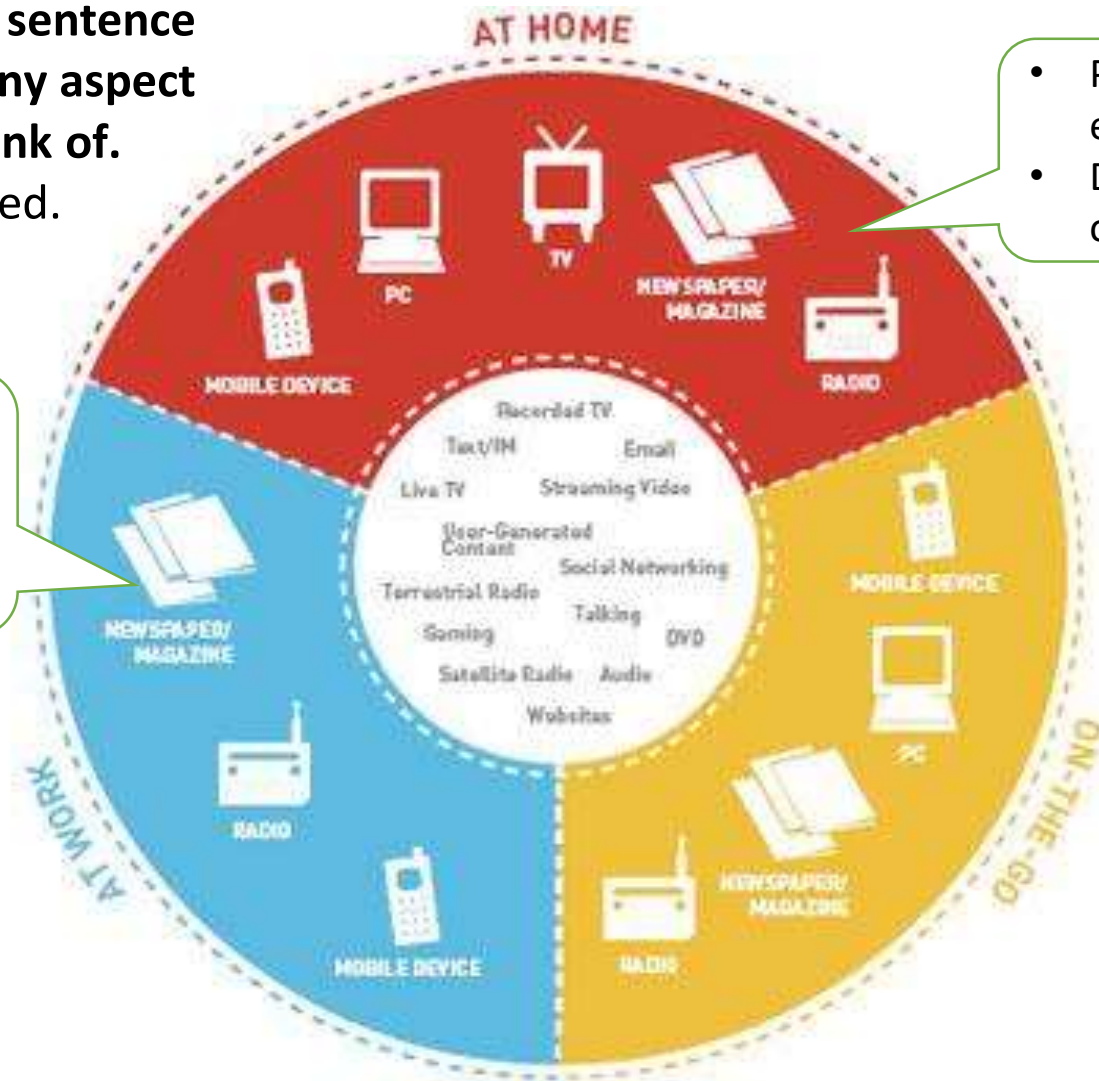 sentence
ny aspect
nk of.
ed.
AT HOME
• P
e
• D
c
TV
PC
NEWSPAPER/
MAGAZINE
MOBILE DEVICE
RADIO
Recorded TV
Text/IM Email
Live TV Streaming Video
User-Generated
Content
Social Networking
Terrestrial Radio
Talking
Gaming DVD
Satellite Radio Audio
Websites
MOBILE DEVICE
PC
NEWSPAPER/
MAGAZINE
RADIO
ON-THE-GO
NEWSPAPER/
MAGAZINE
RADIO
MOBILE DEVICE
AT WORK